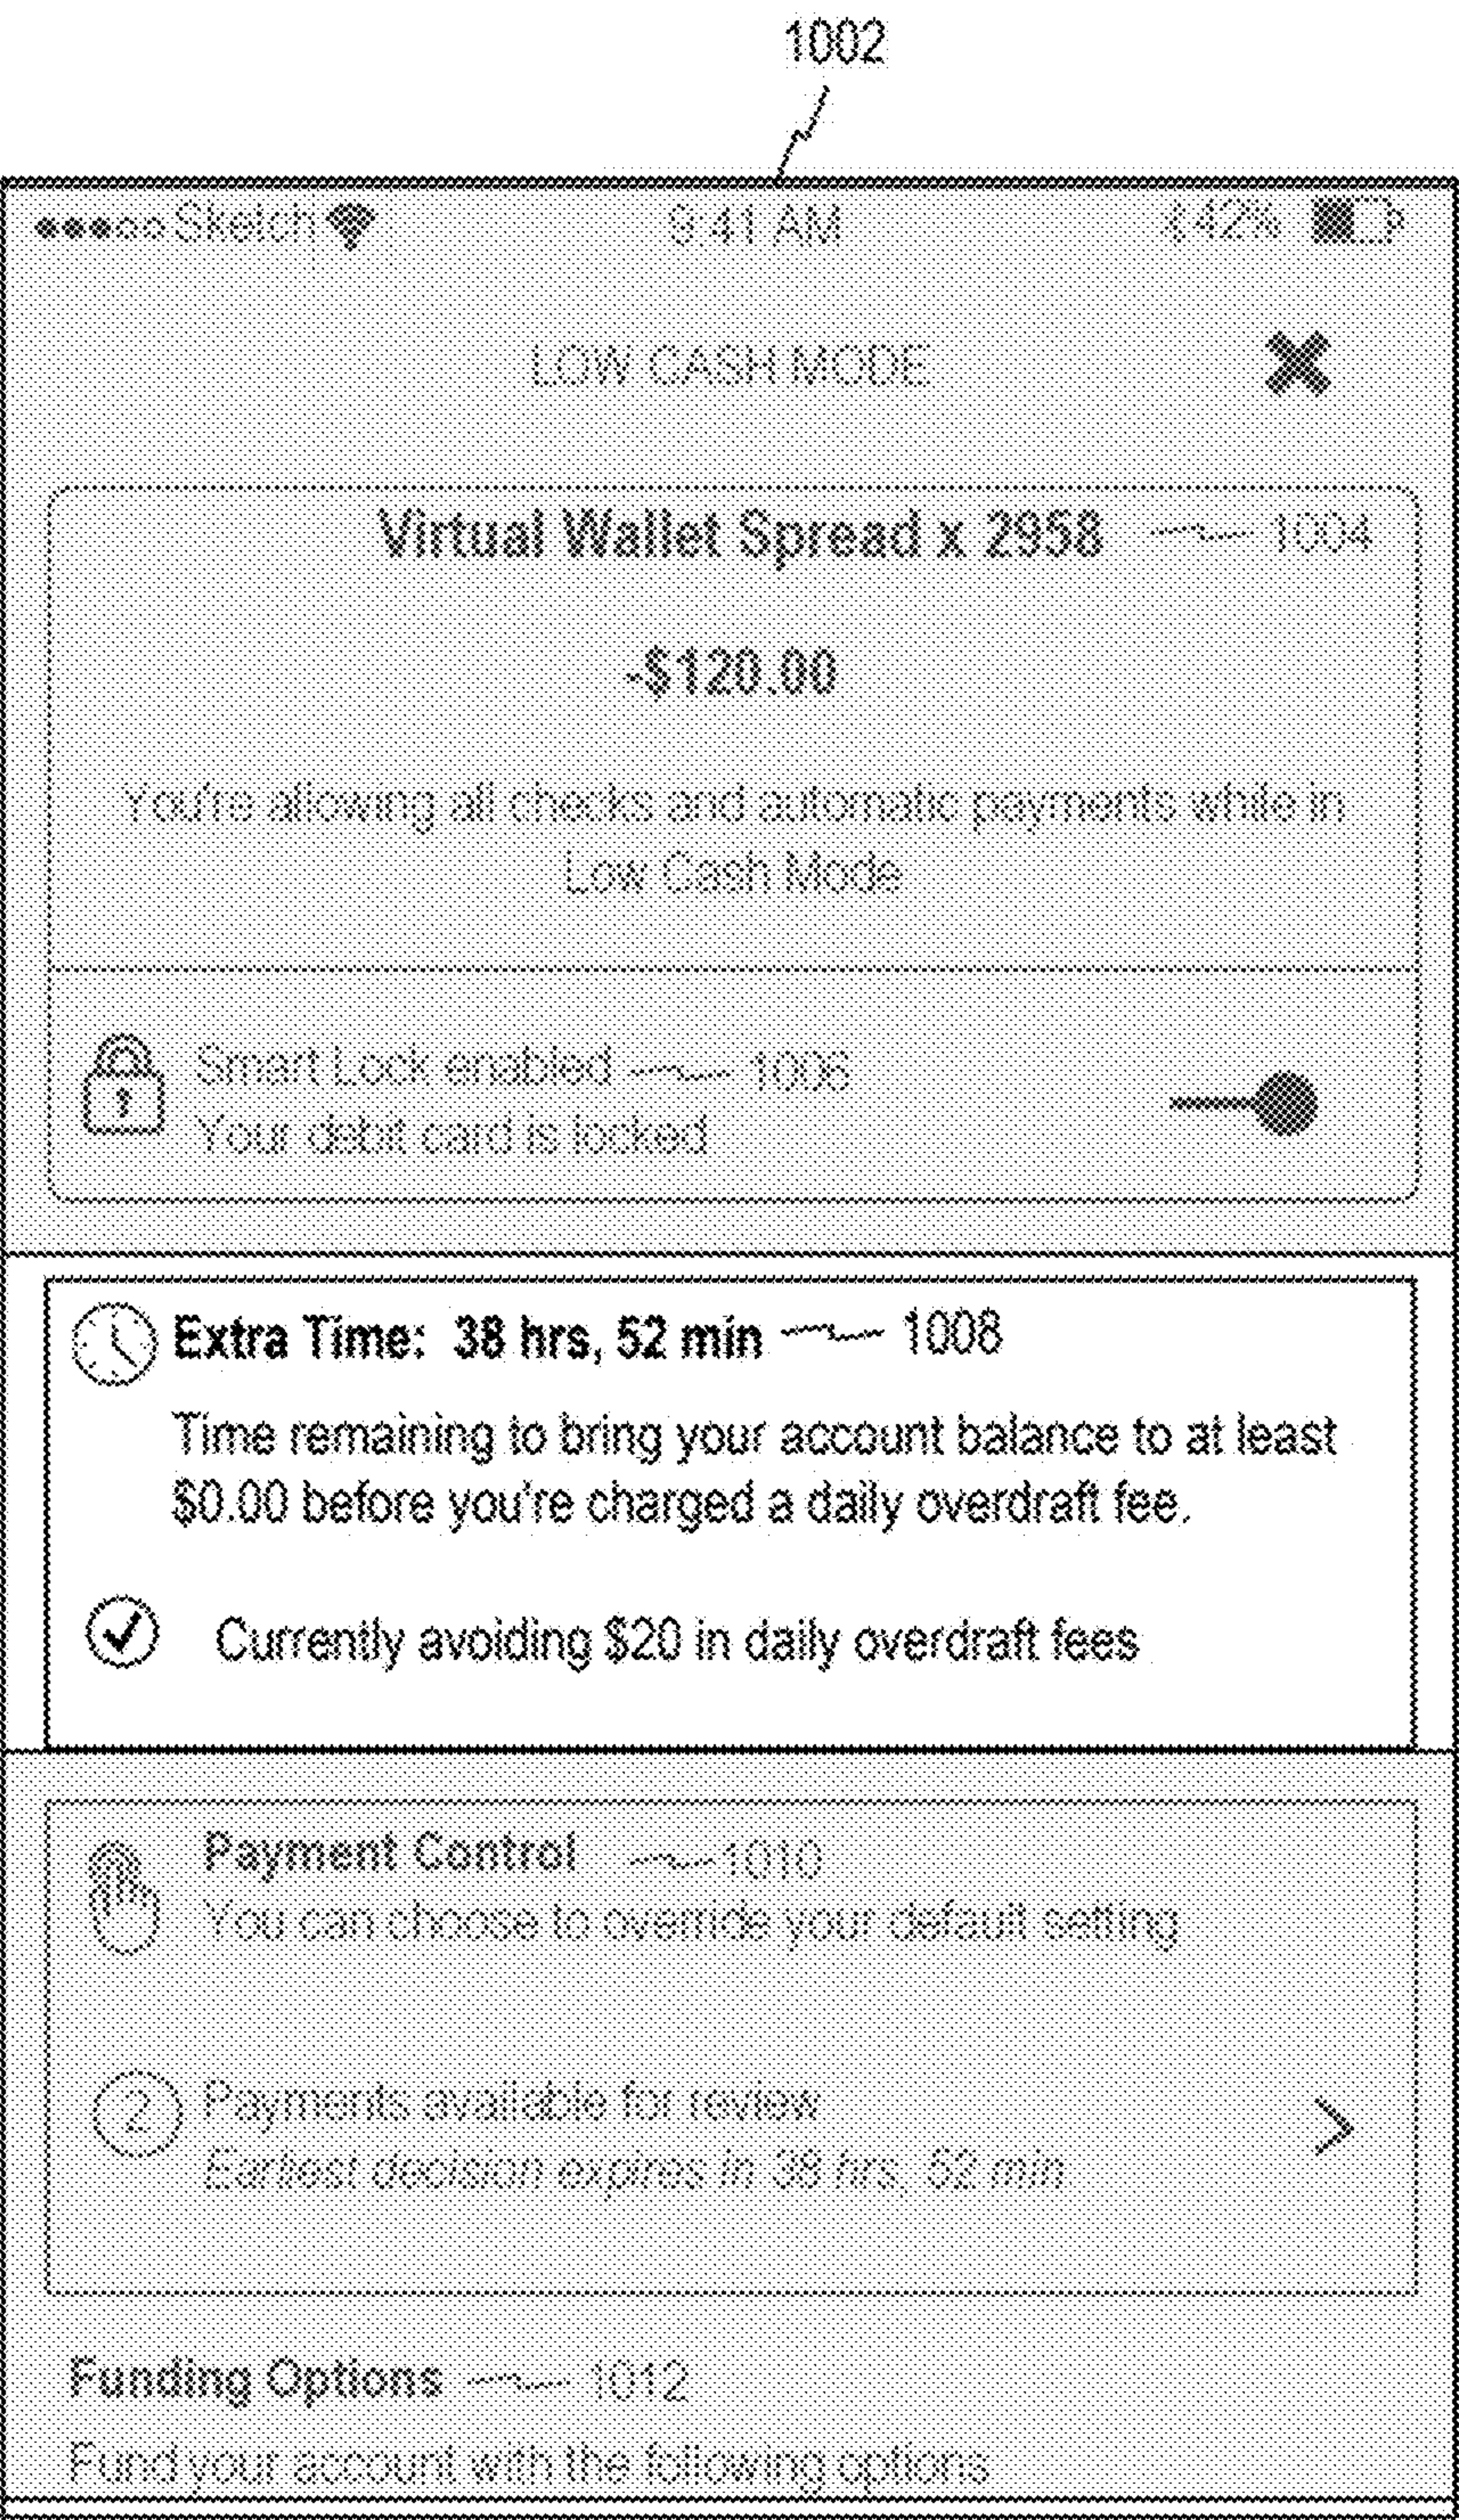 1002
Sketch 9:41 AM 42%
LOW CASH MODE
Virtual Wallet Spread x 2958 1004
-$120.00
You're allowing all checks and automatic payments while in
Low Cash Mode
Smart Lock enabled 1006
Your debit card is locked
Extra Time: 38 hrs, 52 min 1008
Time remaining to bring your account balance to at least
$0.00 before you're charged a daily overdraft fee.
Currently avoiding $20 in daily overdraft fees
Payment Control 1010
You can choose to override your default setting
2 Payments available for review
Earliest decision expires in 38 hrs, 52 min
Funding Options 1012
Fund your account with the following options